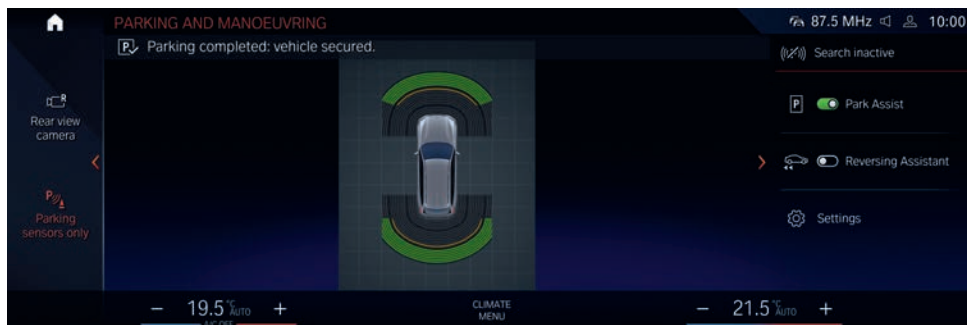 PARKING AND MANOEUVRING
87.5 MHz
10:00
P Parking completed: vehicle secured.
Search inactive
R
Rear view
camera
P Park Assist
Reversing Assistant
P
Parking
sensors only
Settings
19.5 °C AUTO
A/C OFF
CLIMATE
MENU
21.5 °C AUTO